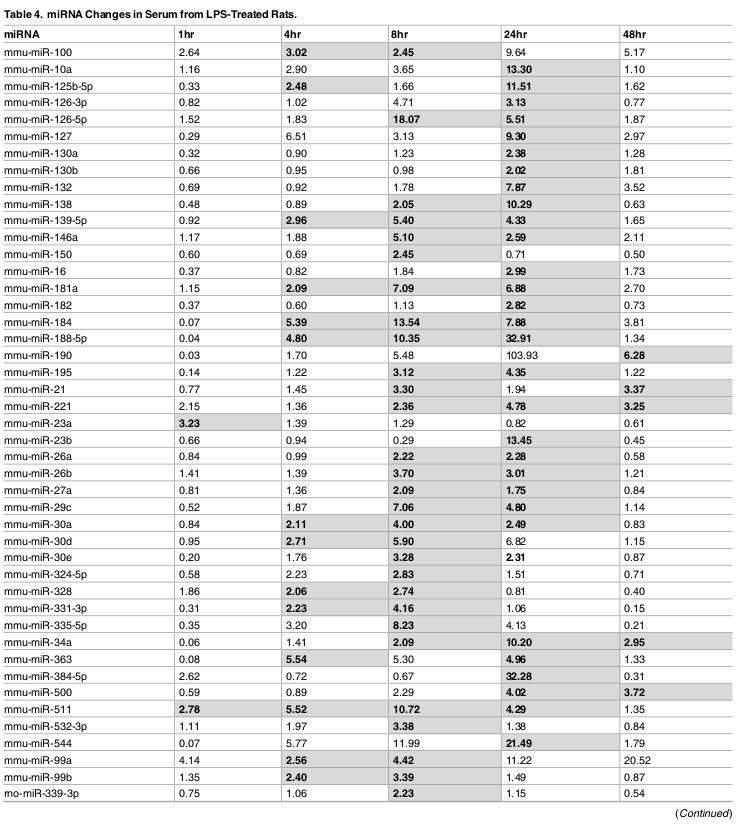 Table 4. miRNA Changes in Serum from LPS-Treated Rats.
miRNA 1hr 4hr 8hr 24hr 48hr
mmu-miR-100 2.64 3.02 2.45 9.64 5.17
mmu-miR-10a 1.16 2.90 3.65 13.30 1.10
mmu-miR-125b-5p 0.33 2.48 1.66 11.51 1.62
mmu-miR-126-3p 0.82 1.02 4.71 3.13 0.77
mmu-miR-126-5p 1.52 1.83 18.07 5.51 1.87
mmu-miR-127 0.29 6.51 3.13 9.30 2.97
mmu-miR-130a 0.32 0.90 1.23 2.38 1.28
mmu-miR-130b 0.66 0.95 0.98 2.02 1.81
mmu-miR-132 0.69 0.92 1.78 7.87 3.52
mmu-miR-138 0.48 0.89 2.05 10.29 0.63
mmu-miR-139-5p 0.92 2.96 5.40 4.33 1.65
mmu-miR-146a 1.17 1.88 5.10 2.59 2.11
mmu-miR-150 0.60 0.69 2.45 0.71 0.50
mmu-miR-16 0.37 0.82 1.84 2.99 1.73
mmu-miR-181a 1.15 2.09 7.09 6.88 2.70
mmu-miR-182 0.37 0.60 1.13 2.82 0.73
mmu-miR-184 0.07 5.39 13.54 7.88 3.81
mmu-miR-188-5p 0.04 4.80 10.35 32.91 1.34
mmu-miR-190 0.03 1.70 5.48 103.93 6.28
mmu-miR-195 0.14 1.22 3.12 4.35 1.22
mmu-miR-21 0.77 1.45 3.30 1.94 3.37
mmu-miR-221 2.15 1.36 2.36 4.78 3.25
mmu-miR-23a 3.23 1.39 1.29 0.82 0.61
mmu-miR-23b 0.66 0.94 0.29 13.45 0.45
mmu-miR-26a 0.84 0.99 2.22 2.28 0.58
mmu-miR-26b 1.41 1.39 3.70 3.01 1.21
mmu-miR-27a 0.81 1.36 2.09 1.75 0.84
mmu-miR-29c 0.52 1.87 7.06 4.80 1.14
mmu-miR-30a 0.84 2.11 4.00 2.49 0.83
mmu-miR-30d 0.95 2.71 5.90 6.82 1.15
mmu-miR-30e 0.20 1.76 3.28 2.31 0.87
mmu-miR-324-5p 0.58 2.23 2.83 1.51 0.71
mmu-miR-328 1.86 2.06 2.74 0.81 0.40
mmu-miR-331-3p 0.31 2.23 4.16 1.06 0.15
mmu-miR-335-5p 0.35 3.20 8.23 4.13 0.21
mmu-miR-34a 0.06 1.41 2.09 10.20 2.95
mmu-miR-363 0.08 5.54 5.30 4.96 1.33
mmu-miR-384-5p 2.62 0.72 0.67 32.28 0.31
mmu-miR-500 0.59 0.89 2.29 4.02 3.72
mmu-miR-511 2.78 5.52 10.72 4.29 1.35
mmu-miR-532-3p 1.11 1.97 3.38 1.38 0.84
mmu-miR-544 0.07 5.77 11.99 21.49 1.79
mmu-miR-99a 4.14 2.56 4.42 11.22 20.52
mmu-miR-99b 1.35 2.40 3.39 1.49 0.87
mo-miR-339-3p 0.75 1.06 2.23 1.15 0.54
(Continued)